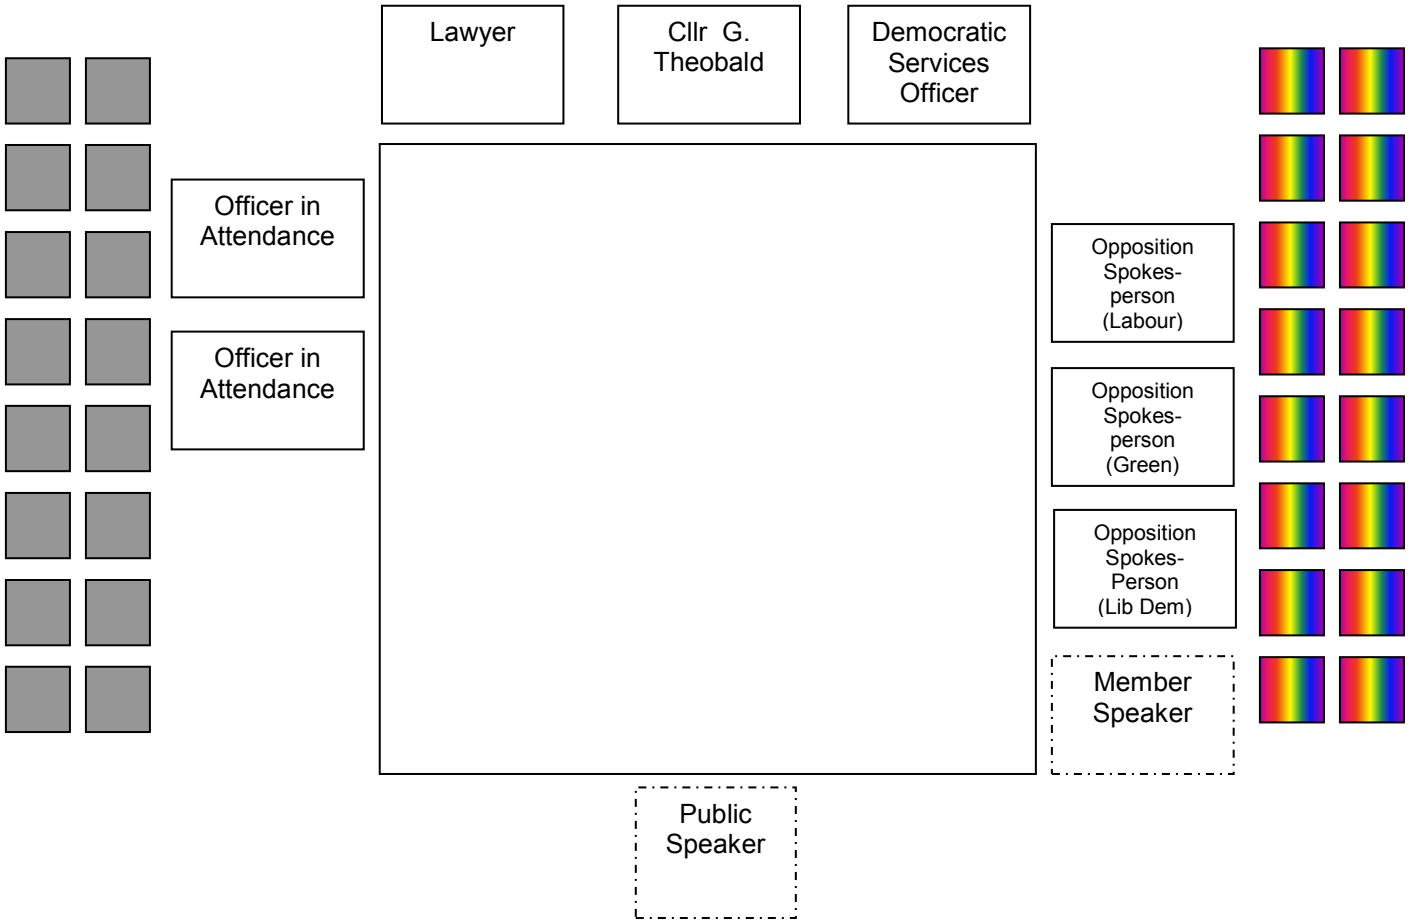 Lawyer
Cllr G.
Theobald
Democratic
Services
Officer
Officer in
Attendance
Officer in
Attendance
Opposition
Spokes-
person
(Labour)
Opposition
Spokes-
person
(Green)
Opposition
Spokes-
Person
(Lib Dem)
Member
Speaker
Public
Speaker